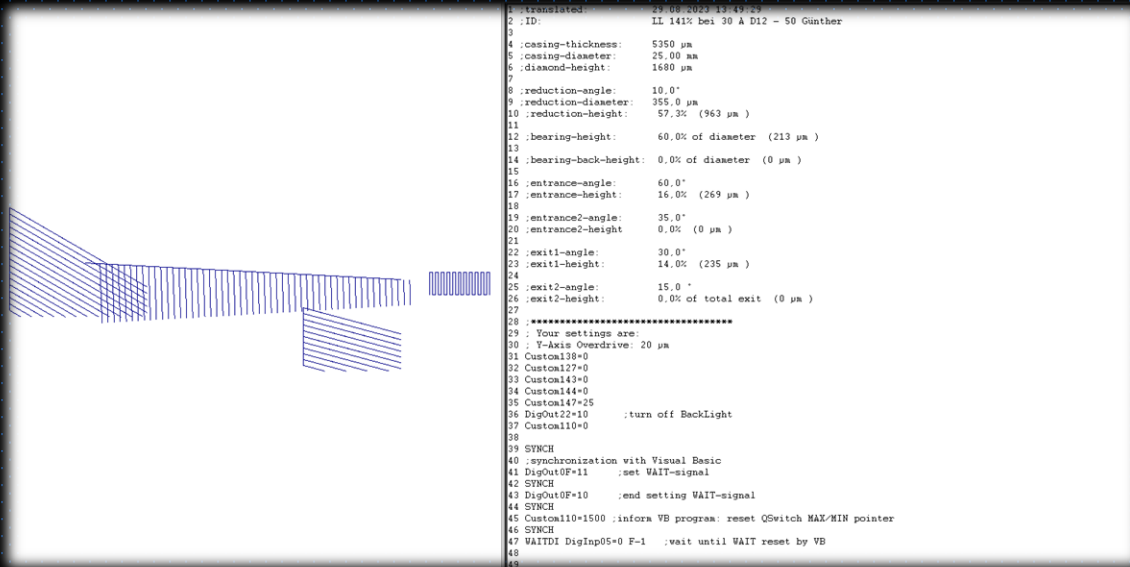 1 ;translated: 29.08.2023 13:49:29
2 ;ID: LL 141% bei 30 A D12 - 50 Günther
3
4 ;casing-thickness: 5350 µm
5 ;casing-diameter: 25,00 mm
6 ;diamond-height: 1680 µm
7
8 ;reduction-angle: 10,0°
9 ;reduction-diameter: 355,0 µm
10 ;reduction-height: 57,3% (963 µm )
11
12 ;bearing-height: 60,0% of diameter (213 µm )
13
14 ;bearing-back-height: 0,0% of diameter (0 µm )
15
16 ;entrance-angle: 60,0°
17 ;entrance-height: 16,0% (269 µm )
18
19 ;entrance2-angle: 35,0°
20 ;entrance2-height 0,0% (0 µm )
21
22 ;exit1-angle: 30,0°
23 ;exit1-height: 14,0% (235 µm )
24
25 ;exit2-angle: 15,0 °
26 ;exit2-height: 0,0% of total exit (0 µm )
27
28 ;***********************************
29 ; Your settings are:
30 ; Y-Axis Overdrive: 20 µm
31 Custom138=0
32 Custom127=0
33 Custom143=0
34 Custom144=0
35 Custom147=25
36 DigOut22=10 ;turn off BackLight
37 Custom110=0
38
39 SYNCH
40 ;synchronization with Visual Basic
41 DigOut0F=11 ;set WAIT-signal
42 SYNCH
43 DigOut0F=10 ;end setting WAIT-signal
44 SYNCH
45 Custom110=1500 ;inform VB program: reset QSwitch MAX/MIN pointer
46 SYNCH
47 WAITDI DigInp05=0 F-1 ;wait until WAIT reset by VB
48
49